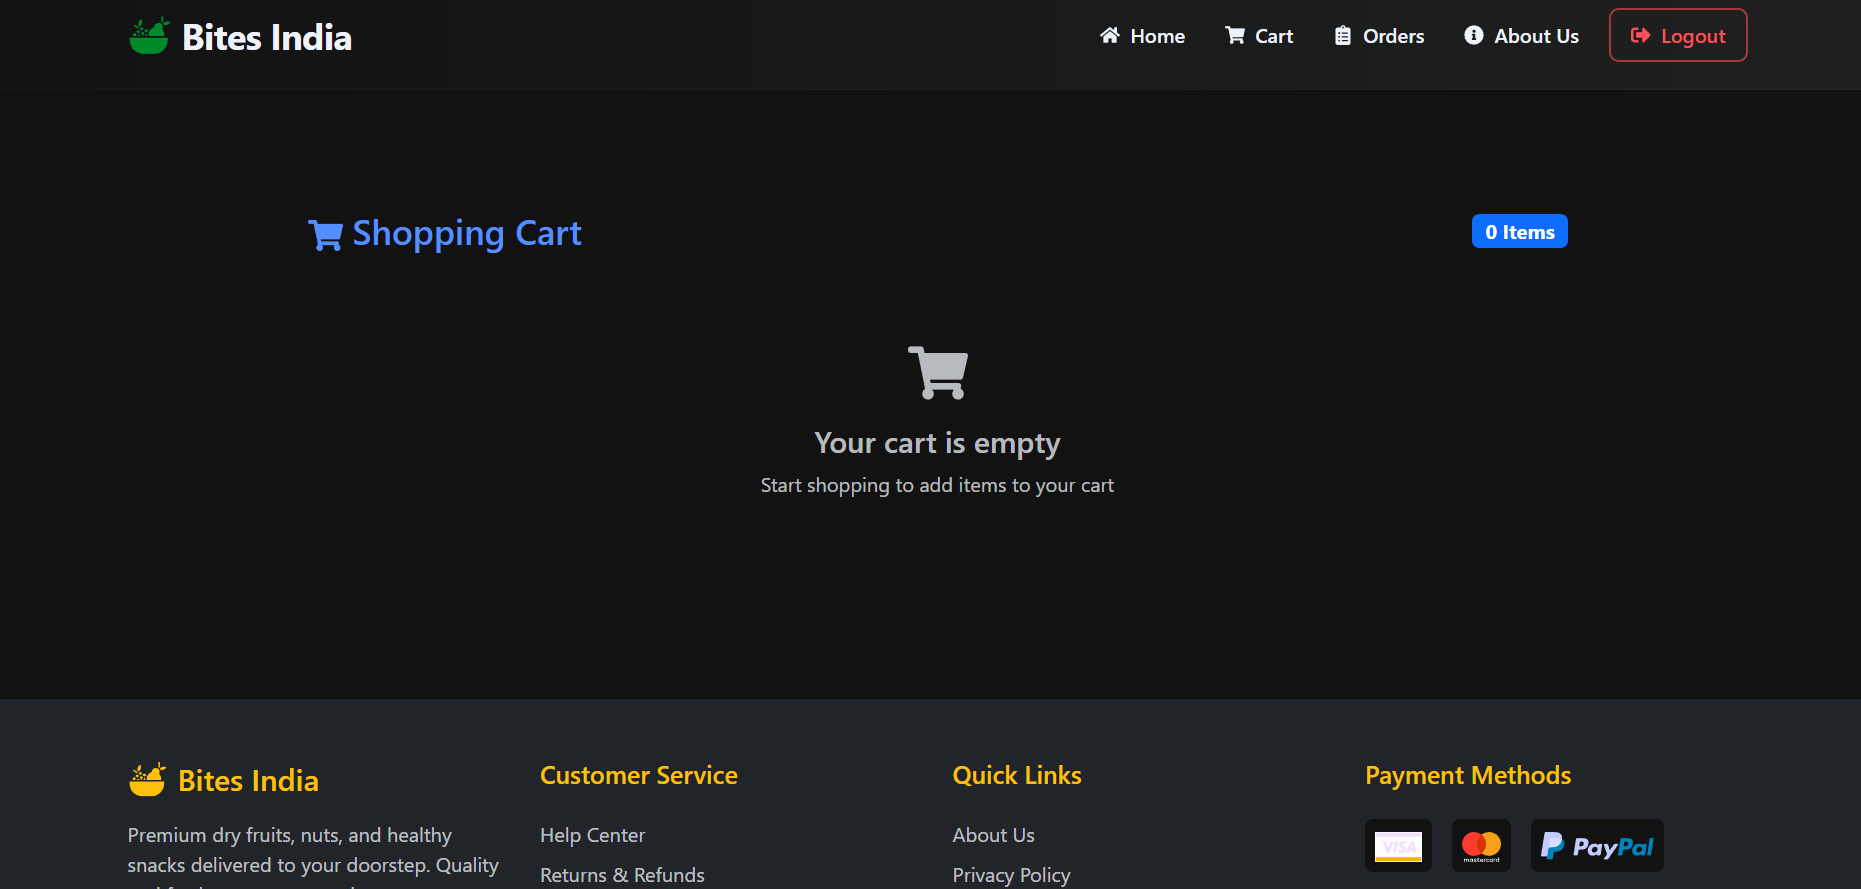 Bites India
Home
Cart
Orders
About Us
Logout
Shopping Cart
0 Items
Your cart is empty
Start shopping to add items to your cart
Bites India
Premium dry fruits, nuts, and healthy
snacks delivered to your doorstep. Quality
Customer Service
Help Center
Returns & Refunds
Quick Links
About Us
Privacy Policy
Payment Methods
VISA
mastercard
PayPal